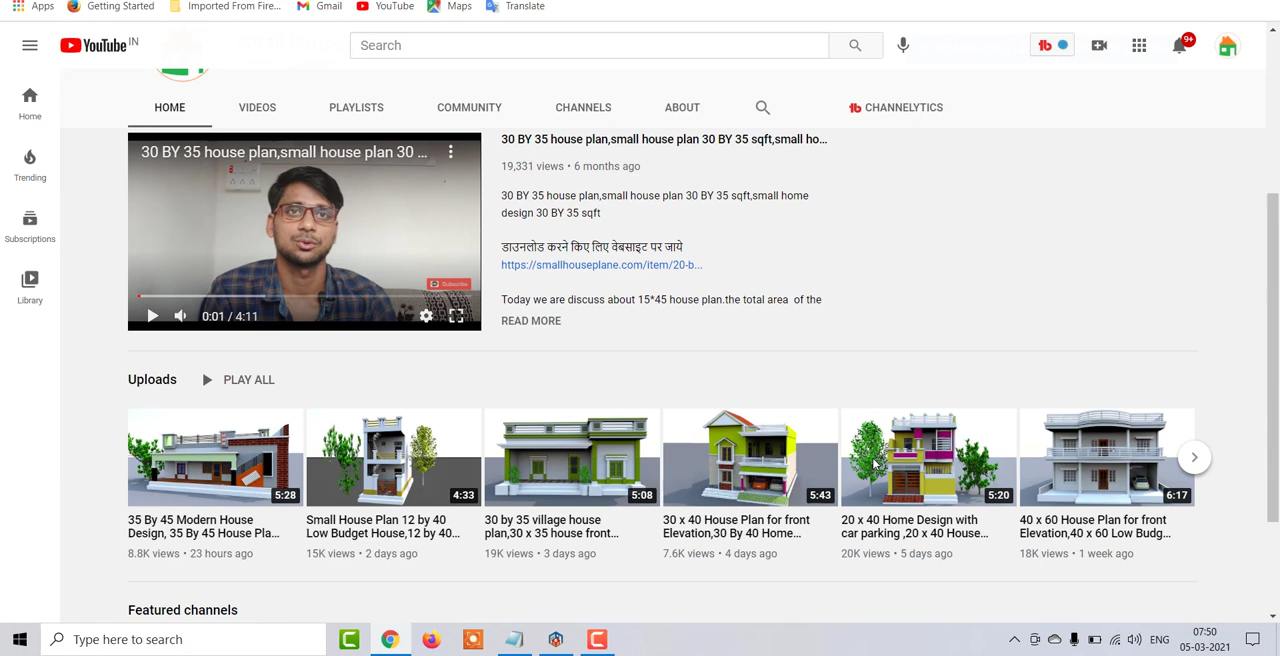 Apps Getting Started Imported From Fire... Gmail YouTube Maps Translate
YouTube IN
Search
9+
HOME VIDEOS PLAYLISTS COMMUNITY CHANNELS ABOUT CHANNELYTICS
Home
Trending
Subscriptions
Library
30 BY 35 house plan,small house plan 30 ...
Subscribe
0:01 / 4:11
30 BY 35 house plan,small house plan 30 BY 35 sqft,small ho...
19,331 views • 6 months ago
30 BY 35 house plan,small house plan 30 BY 35 sqft,small home
design 30 BY 35 sqft
डाउनलोड करने किए लिए वेबसाइट पर जाये
https://smallhouseplane.com/item/20-b...
Today we are discuss about 15*45 house plan.the total area of the
READ MORE
Uploads PLAY ALL
5:28
35 By 45 Modern House
Design, 35 By 45 House Pla...
8.8K views • 23 hours ago
4:33
Small House Plan 12 by 40
Low Budget House,12 by 40...
15K views • 2 days ago
5:08
30 by 35 village house
plan,30 x 35 house front...
19K views • 3 days ago
5:43
30 x 40 House Plan for front
Elevation,30 By 40 Home...
7.6K views • 4 days ago
5:20
20 x 40 Home Design with
car parking ,20 x 40 House...
20K views • 5 days ago
6:17
40 x 60 House Plan for front
Elevation,40 x 60 Low Budg...
18K views • 1 week ago
Featured channels
Type here to search
ENG
07:50
05-03-2021